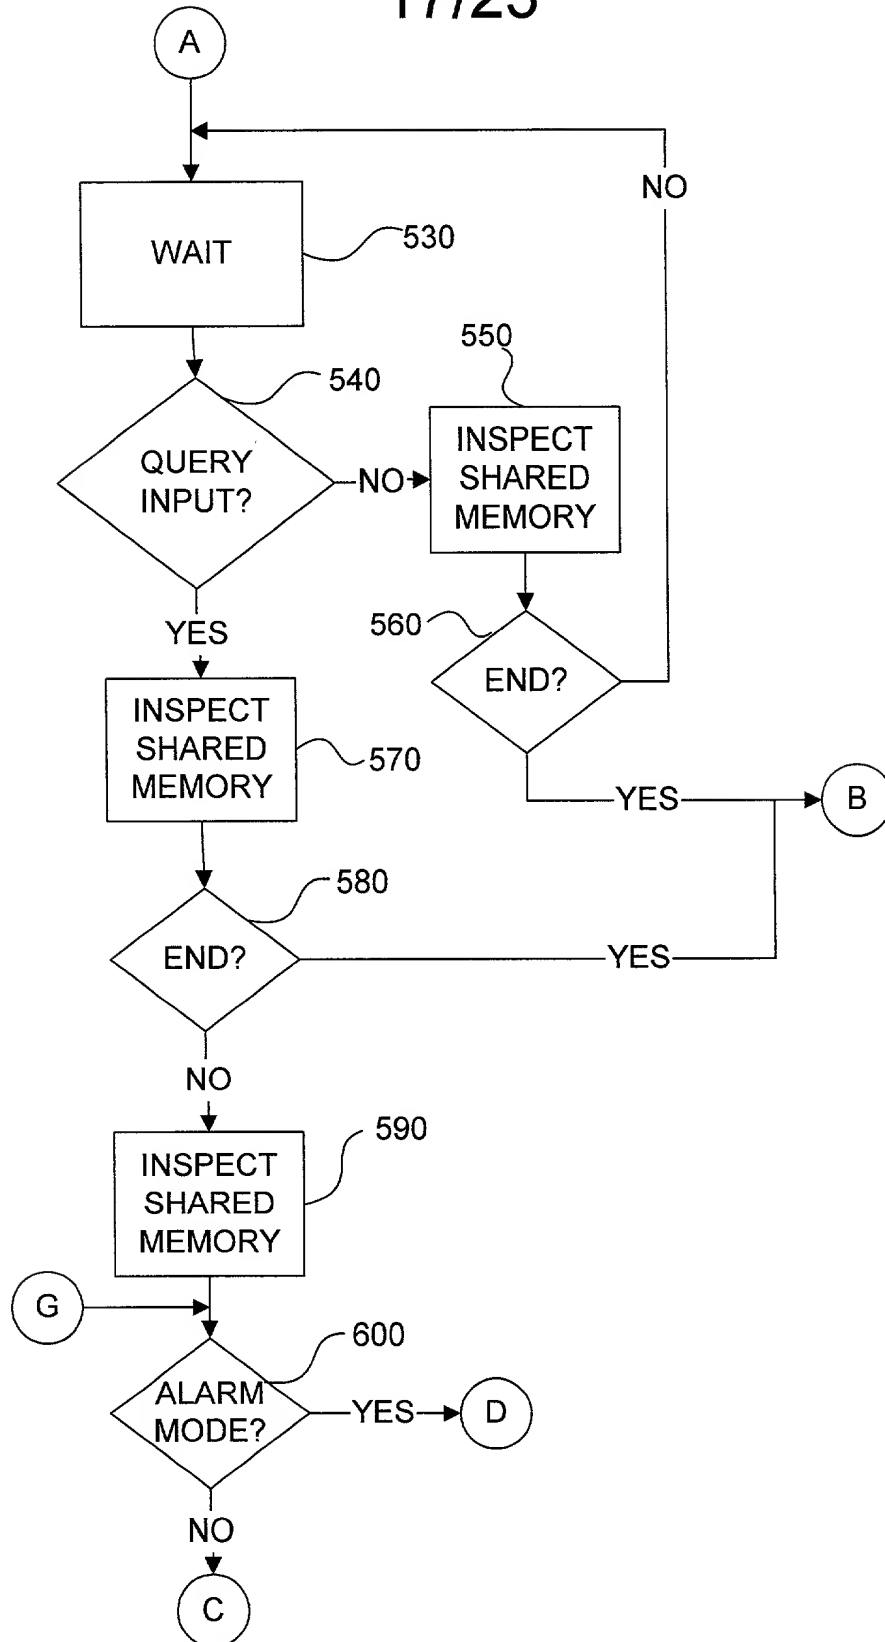 17/23
A
NO
WAIT
530
550
540
QUERY
INPUT?
NO
INSPECT
SHARED
MEMORY
YES
560
END?
INSPECT
SHARED
MEMORY
570
YES
B
580
END?
YES
NO
590
INSPECT
SHARED
MEMORY
G
600
ALARM
MODE?
YES
D
NO
C